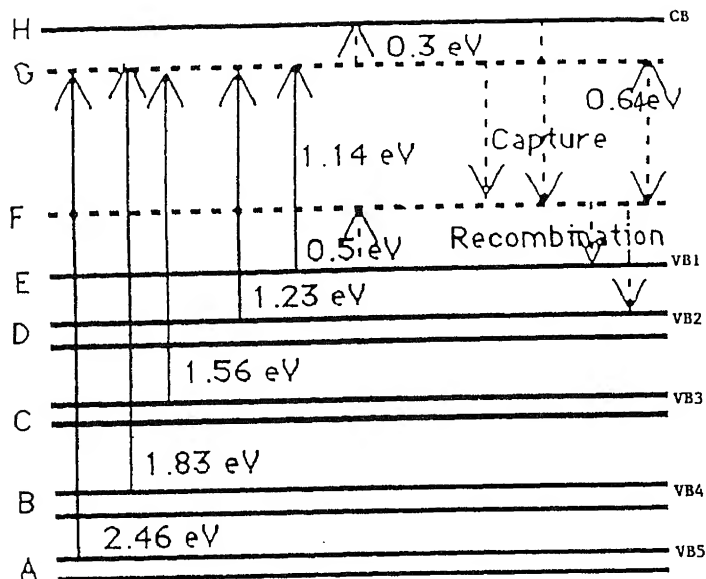 H CB
0.3 eV
G
0.64eV
1.14 eV Capture
F
0.5 eV Recombination
E VB1
1.23 eV
D VB2
1.56 eV
C VB3
1.83 eV
B VB4
2.46 eV
A VB5